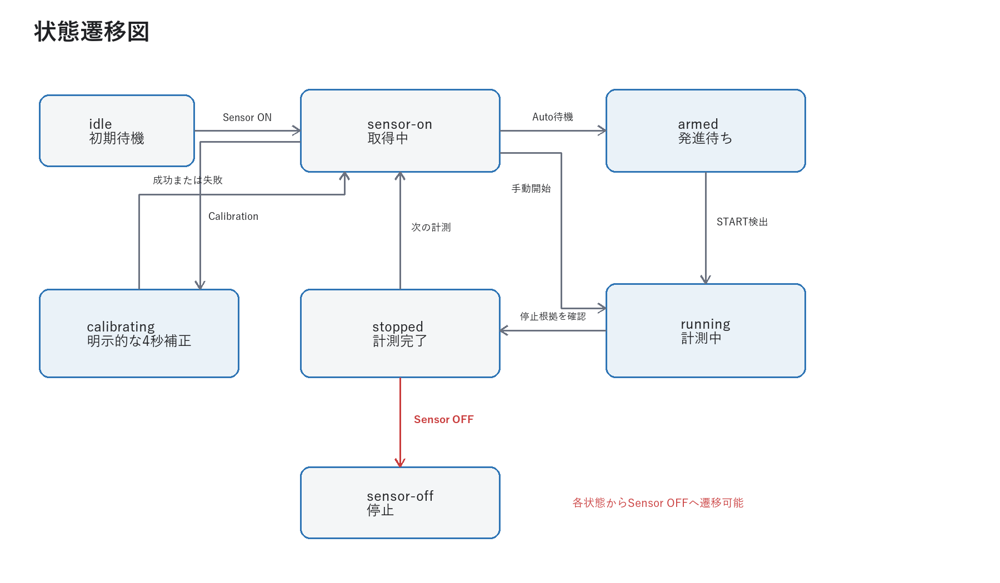 状態遷移図
idle
初期待機
Sensor ON
sensor-on
取得中
Auto待機
armed
発進待ち
成功または失敗
手動開始
Calibration
次の計測
START検出
calibrating
明示的な4秒補正
stopped
計測完了
停止根拠を確認
running
計測中
Sensor OFF
sensor-off
停止
各状態からSensor OFFへ遷移可能